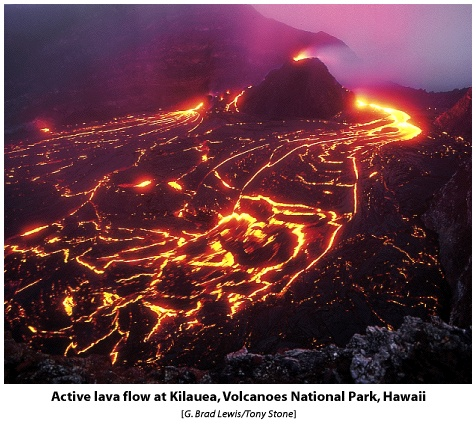 Active lava flow at Kilauea, Volcanoes National Park, Hawaii
[G. Brad Lewis/Tony Stone]